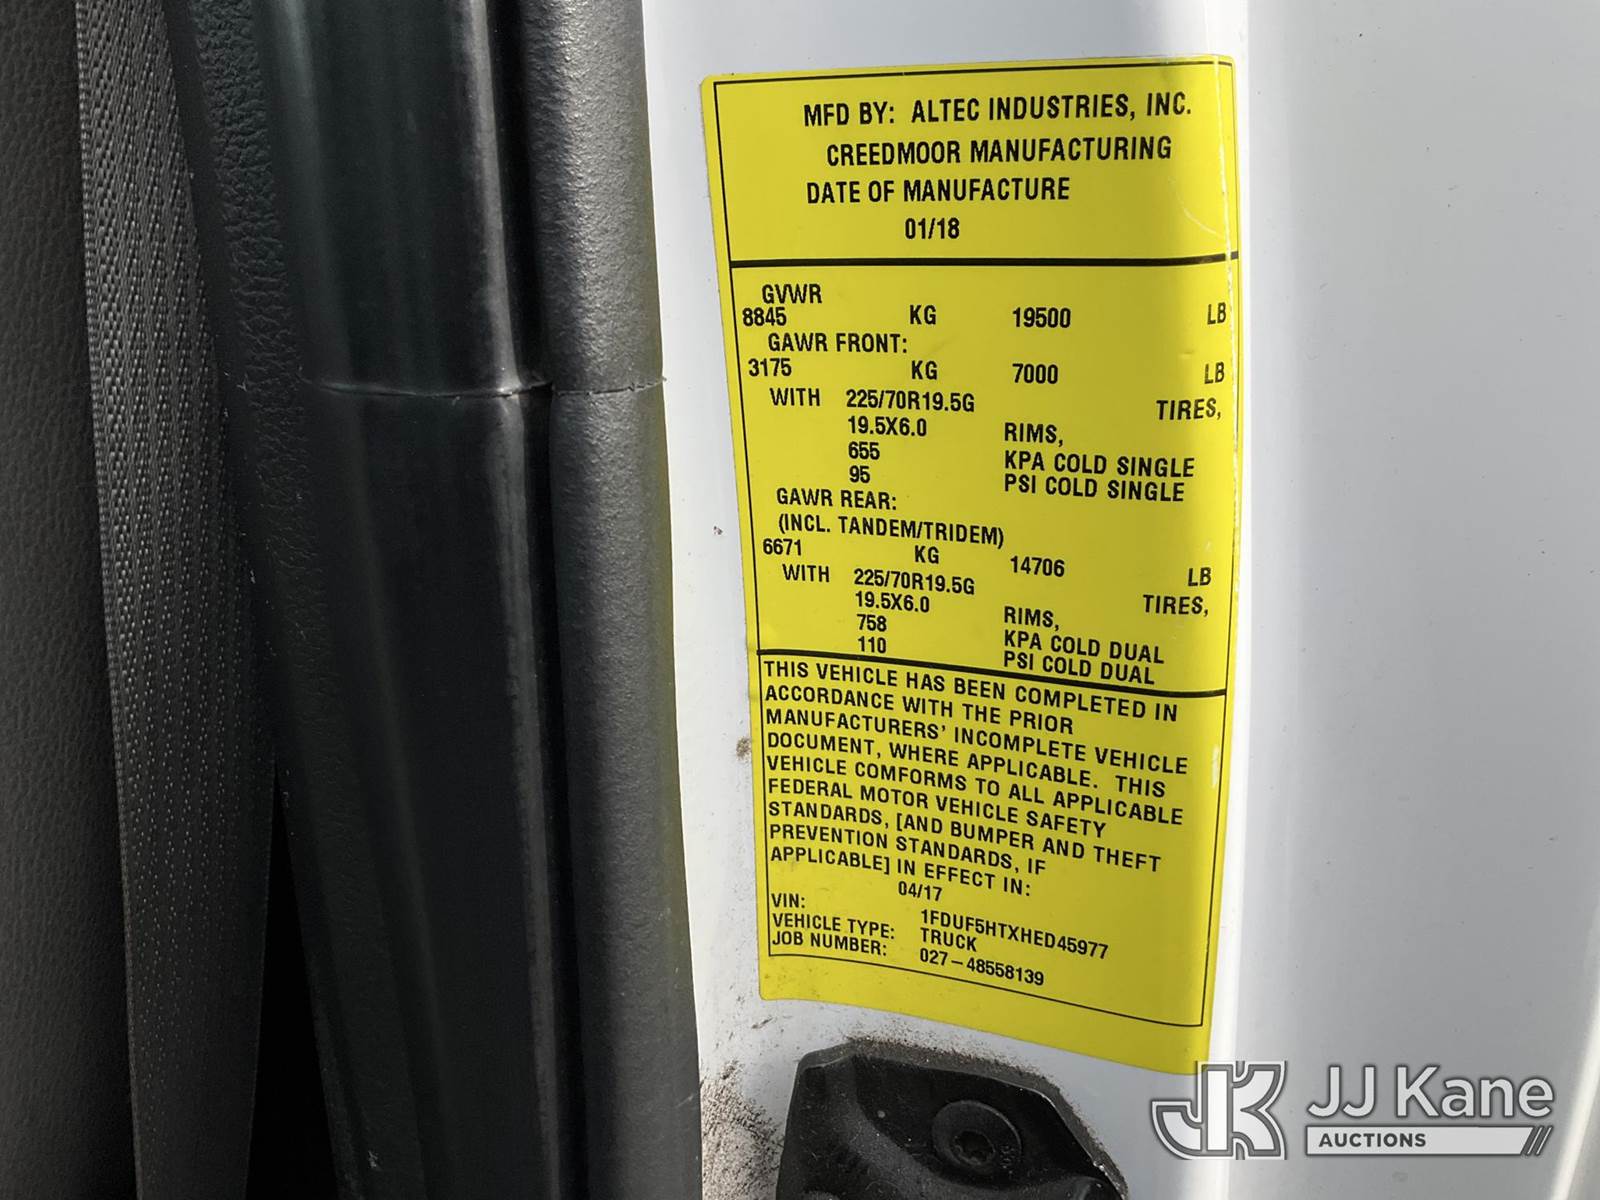 MFD BY: ALTEC INDUSTRIES, INC.
CREEDMOOR MANUFACTURING
DATE OF MANUFACTURE
01/18
GVWR
8845 KG 19500 LB
GAWR FRONT:
3175 KG 7000 LB
WITH 225/70R19.5G TIRES,
19.5X6.0 RIMS,
655 KPA COLD SINGLE
95 PSI COLD SINGLE
GAWR REAR:
(INCL. TANDEM/TRIDEM)
6671 KG 14706 LB
WITH 225/70R19.5G TIRES,
19.5X6.0 RIMS,
758 KPA COLD DUAL
110 PSI COLD DUAL
THIS VEHICLE HAS BEEN COMPLETED IN
ACCORDANCE WITH THE PRIOR
MANUFACTURERS' INCOMPLETE VEHICLE
DOCUMENT, WHERE APPLICABLE. THIS
VEHICLE COMFORMS TO ALL APPLICABLE
FEDERAL MOTOR VEHICLE SAFETY
STANDARDS, [AND BUMPER AND THEFT
PREVENTION STANDARDS, IF
APPLICABLE] IN EFFECT IN:
04/17
VIN: 1FDUF5HTXHED45977
VEHICLE TYPE: TRUCK
JOB NUMBER: 027-48558139
JK JJ Kane
AUCTIONS